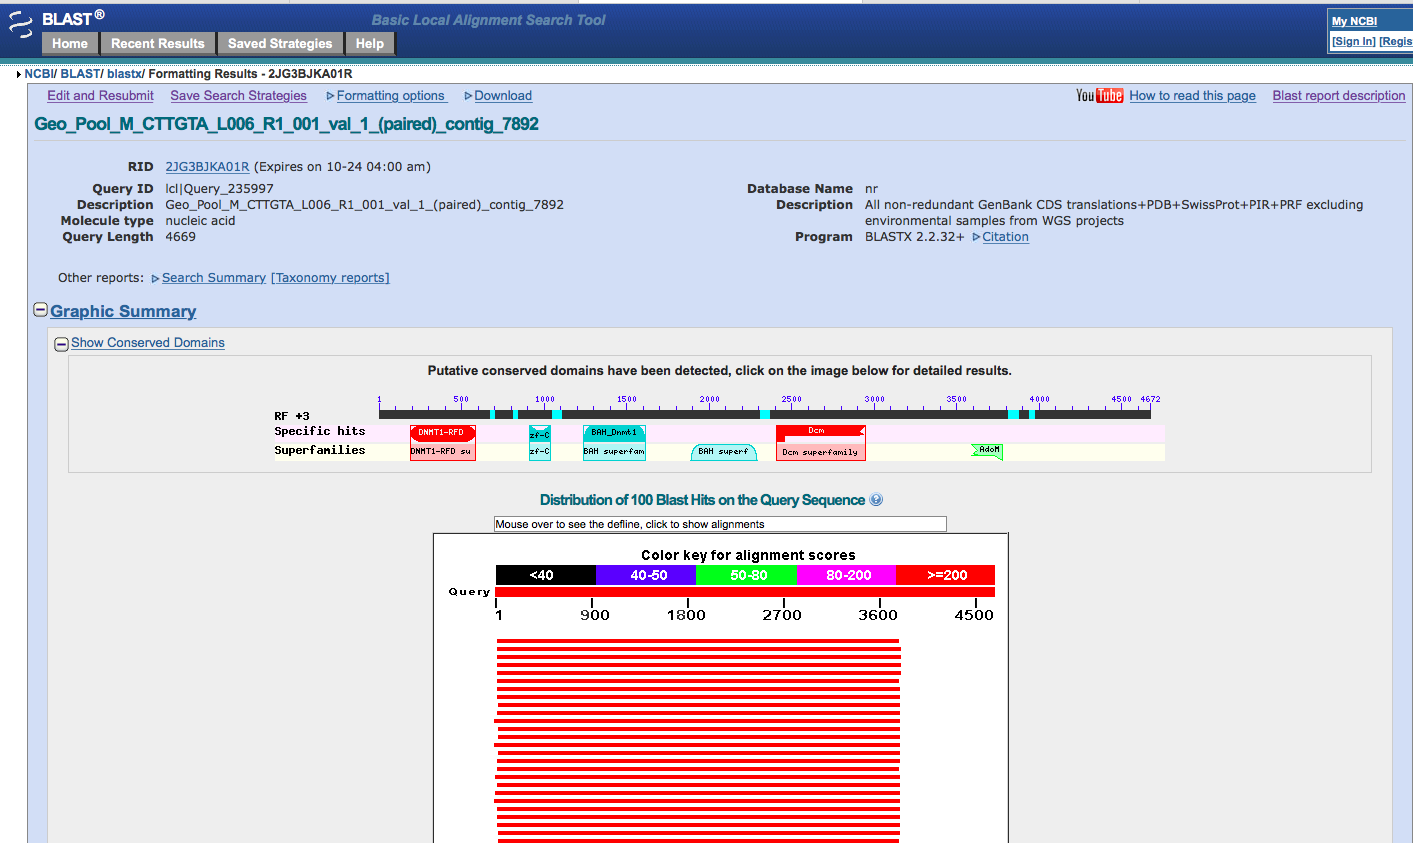 BLAST®
Basic Local Alignment Search Tool
My NCBI
Home Recent Results Saved Strategies Help
[Sign In] [Regis
NCBI/ BLAST/ blastx/ Formatting Results - 2JG3BJKA01R
Edit and Resubmit Save Search Strategies Formatting options Download
YouTube How to read this page Blast report description
Geo_Pool_M_CTTGTA_L006_R1_001_val_1_(paired)_contig_7892
RID 2JG3BJKA01R (Expires on 10-24 04:00 am)
Query ID lcl|Query_235997
Description Geo_Pool_M_CTTGTA_L006_R1_001_val_1_(paired)_contig_7892
Molecule type nucleic acid
Query Length 4669
Database Name nr
Description All non-redundant GenBank CDS translations+PDB+SwissProt+PIR+PRF excluding
environmental samples from WGS projects
Program BLASTX 2.2.32+ Citation
Other reports: Search Summary [Taxonomy reports]
Graphic Summary
Show Conserved Domains
Putative conserved domains have been detected, click on the image below for detailed results.
1 500 1000 1500 2000 2500 3000 3500 4000 4500 4672
RF +3
Specific hits DNMT1-RFD zf-C BAH_Dnmt1 Dcm
Superfamilies DNMT1-RFD su zf-C BAH superfam BAH superf Dcm superfamily AdoM
Distribution of 100 Blast Hits on the Query Sequence
Mouse over to see the defline, click to show alignments
Color key for alignment scores
<40 40-50 50-80 80-200 >=200
Query
1 900 1800 2700 3600 4500